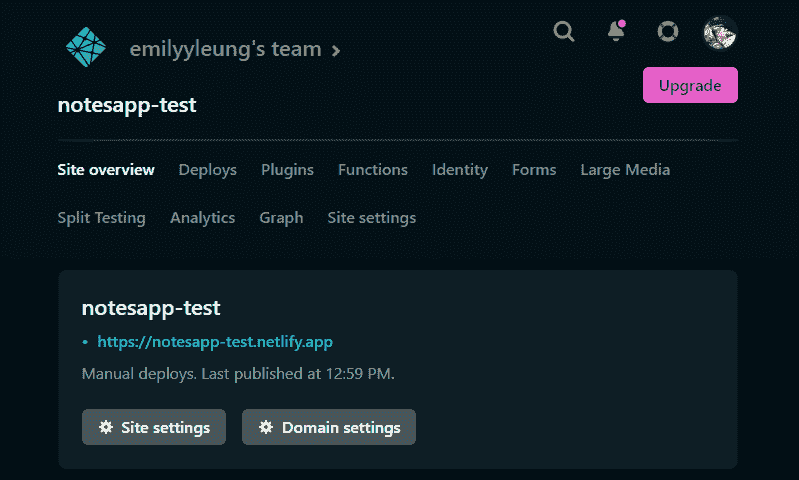 emilyyleung's team
Upgrade
notesapp-test
Site overview Deploys Plugins Functions Identity Forms Large Media
Split Testing Analytics Graph Site settings
notesapp-test
https://notesapp-test.netlify.app
Manual deploys. Last published at 12:59 PM.
Site settings Domain settings